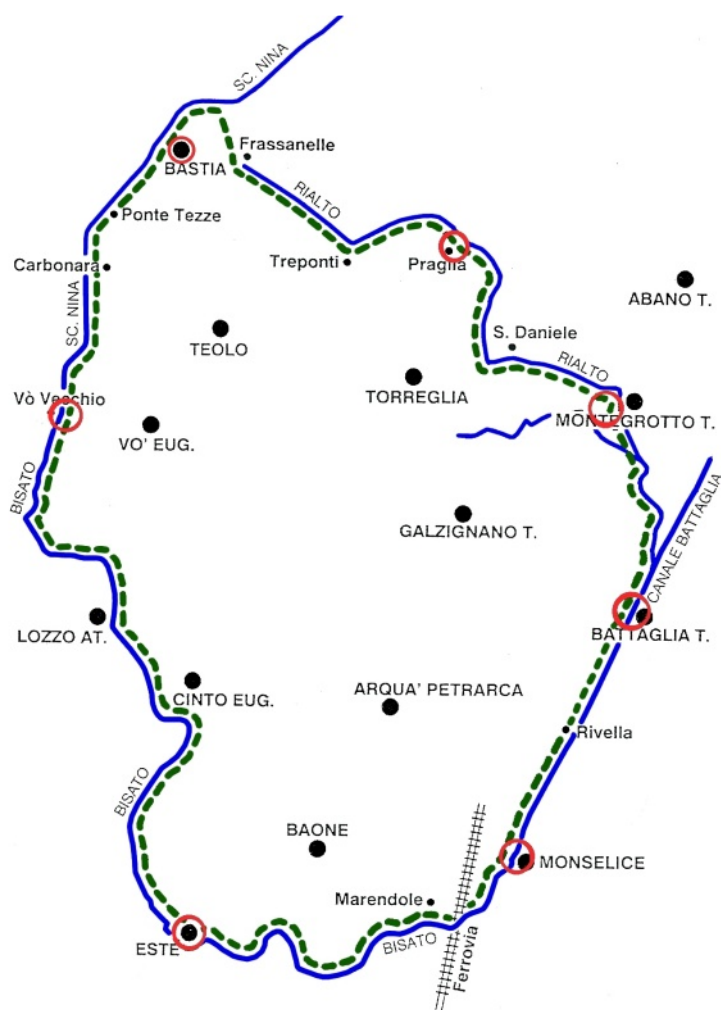 SC. NINA
Frassanelle
BASTIA
RIALTO
Ponte Tezze
Carbonara
Treponti
Praglia
ABANO T.
SC. NINA
TEOLO
S. Daniele
RIALTO
TORREGLIA
Vò Vecchio
MONTEGROTTO T.
VO' EUG.
BISATO
GALZIGNANO T.
CANALE BATTAGLIA
LOZZO AT.
BATTAGLIA T.
CINTO EUG.
ARQUA' PETRARCA
Rivella
BISATO
BAONE
MONSELICE
Marendole
ESTE
BISATO
Ferrovia